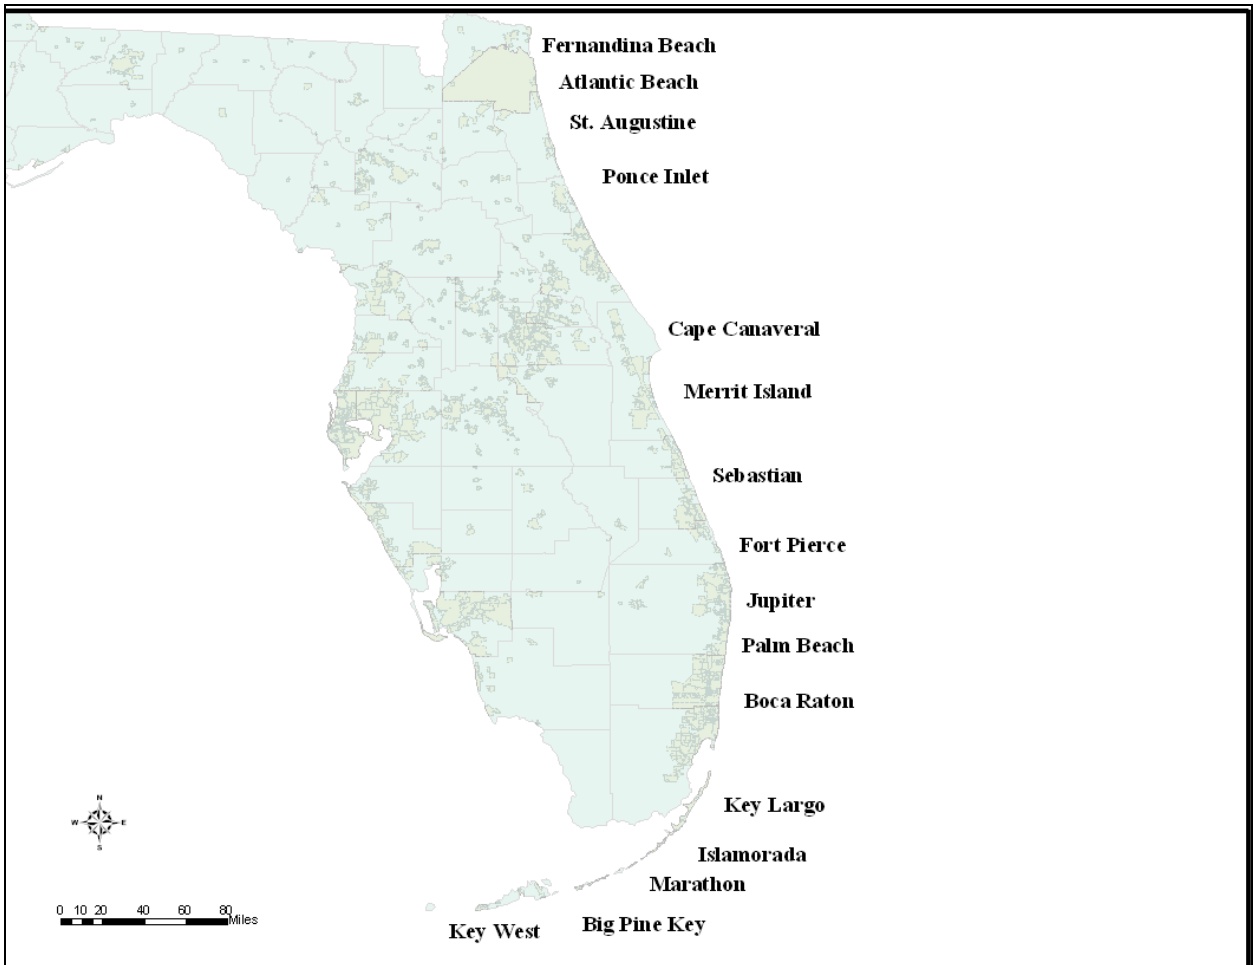 Fernandina Beach
Atlantic Beach
St. Augustine
Ponce Inlet
Cape Canaveral
Merrit Island
Sebastian
Fort Pierce
Jupiter
Palm Beach
Boca Raton
N
W E
S
Key Largo
Islamorada
Marathon
0 10 20 40 60 80 Miles
Big Pine Key
Key West